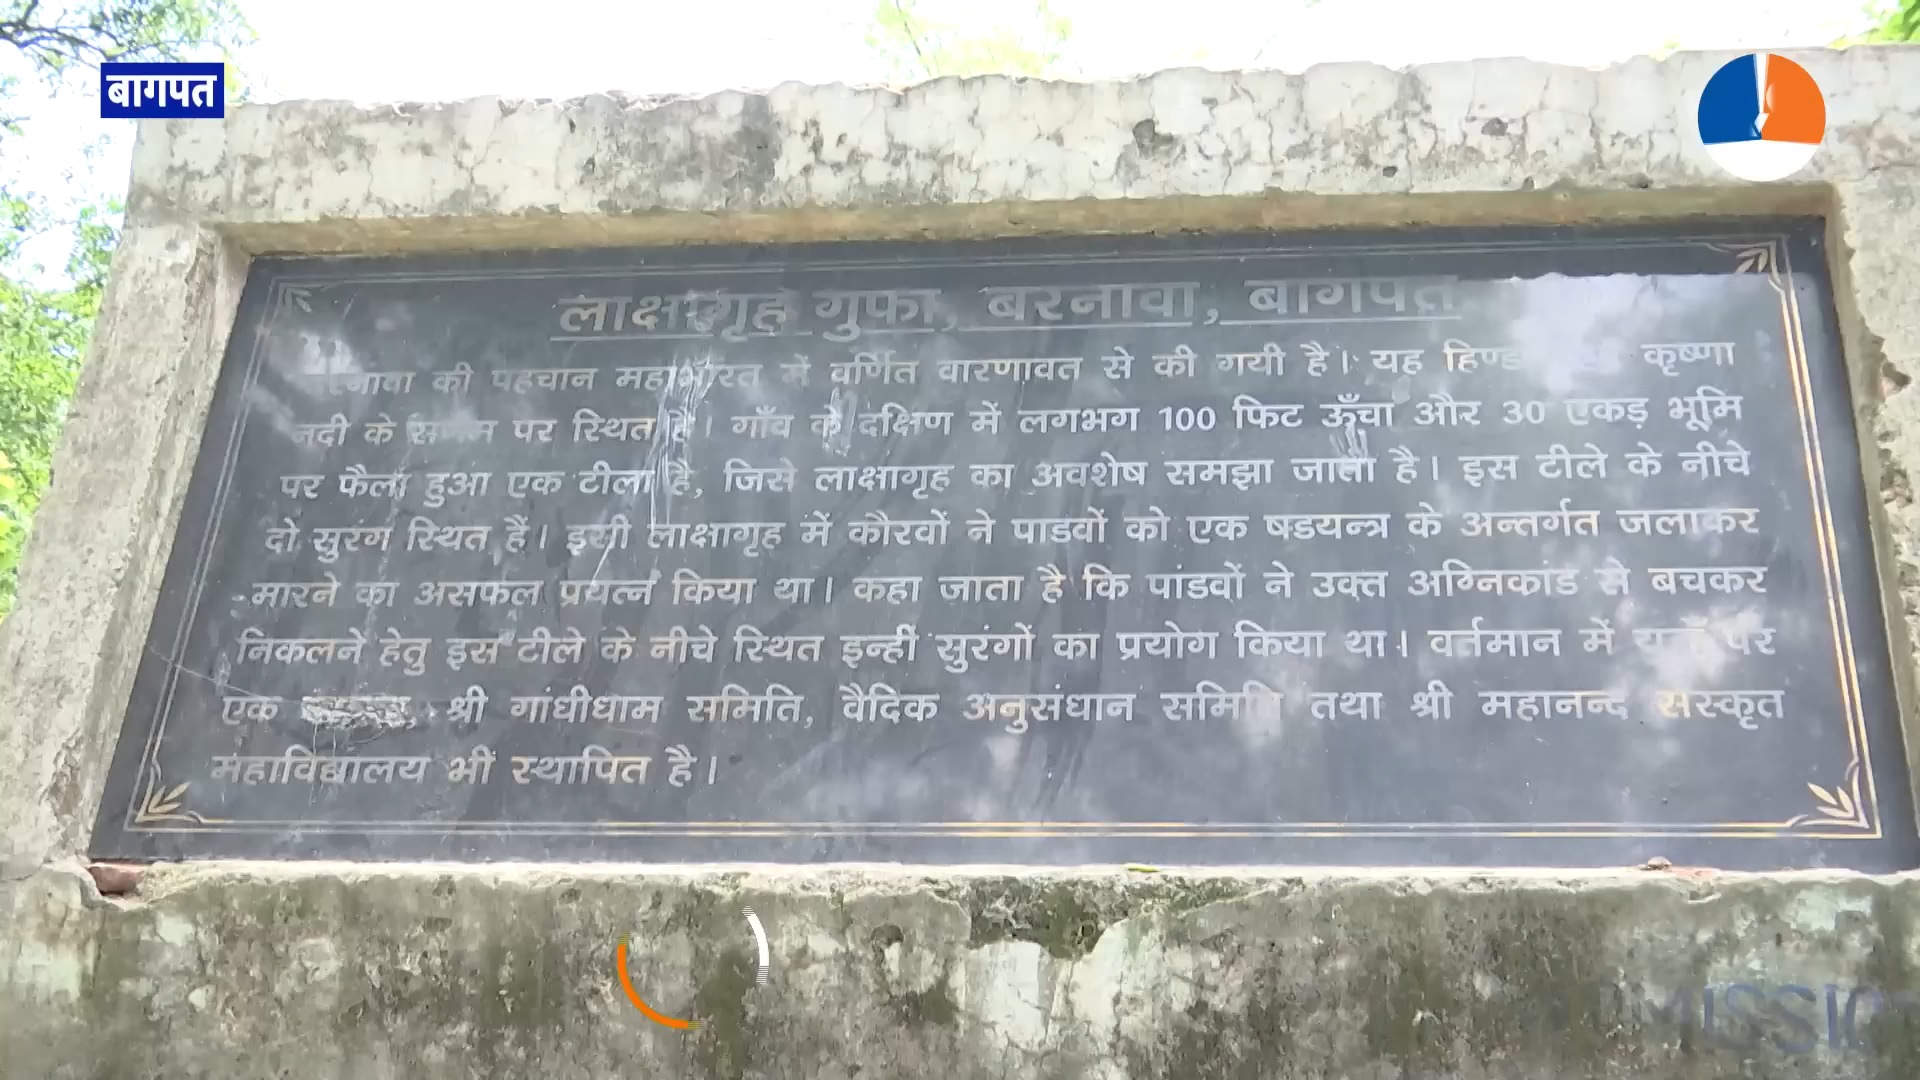 बागपत
लाक्षागृह गुफा, बरनावा, बागपत
की पहचान महाभारत में वर्णित वारणावत से की गयी है। यह कृष्णा
नदी के पर स्थित है। गाँव के दक्षिण में लगभग 100 फिट ऊँचा और 30 एकड़ भूमि
पर फैला हुआ एक टीला है, जिसे लाक्षागृह का अवशेष समझा जाता है। इस टीले के नीचे
दो सुरंग स्थित हैं। इसी लाक्षागृह में कौरवों ने पाडवों को एक षडयन्त्र के अन्तर्गत जलाकर
मारने का असफल प्रयत्न किया था। कहा जाता है कि पांडवों ने उक्त अग्निकांड से बचकर
निकलने हेतु इस टीले के नीचे स्थित इन्ही सुरंगों का प्रयोग किया था। वर्तमान में पर
एक श्री गांधीधाम समिति, वैदिक अनुसंधान समिति तथा श्री महानन्द संस्कृत
महाविद्यालय भी स्थापित है।